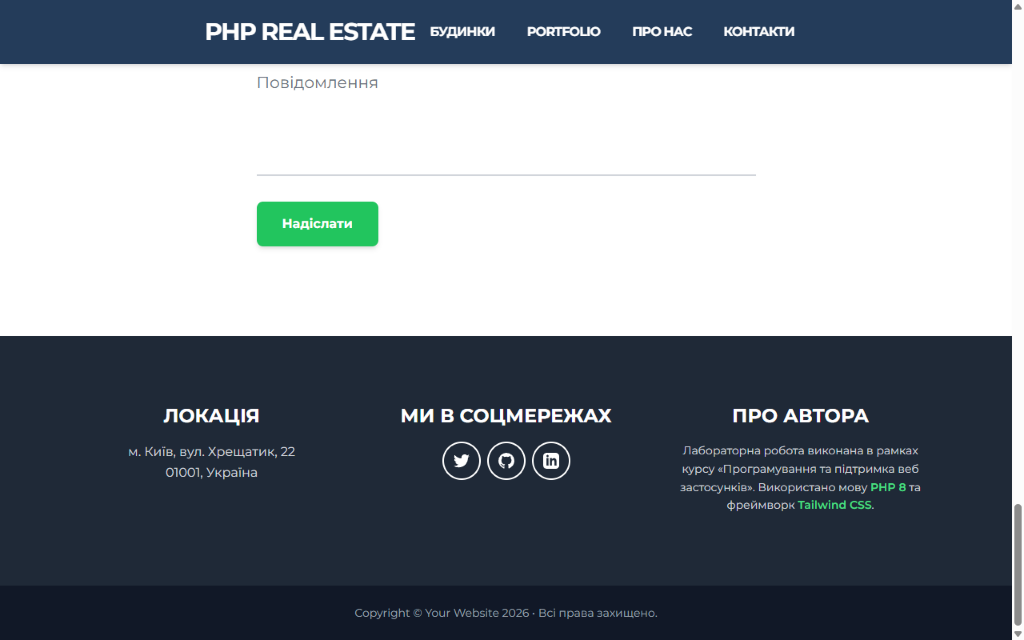 PHP REAL ESTATE БУДИНКИ PORTFOLIO ПРО НАС КОНТАКТИ
Повідомлення
Надіслати
ЛОКАЦІЯ
м. Київ, вул. Хрещатик, 22
01001, Україна
МИ В СОЦМЕРЕЖАХ
ПРО АВТОРА
Лабораторна робота виконана в рамках
курсу «Програмування та підтримка веб
застосунків». Використано мову PHP 8 та
фреймворк Tailwind CSS.
Copyright © Your Website 2026 · Всі права захищено.